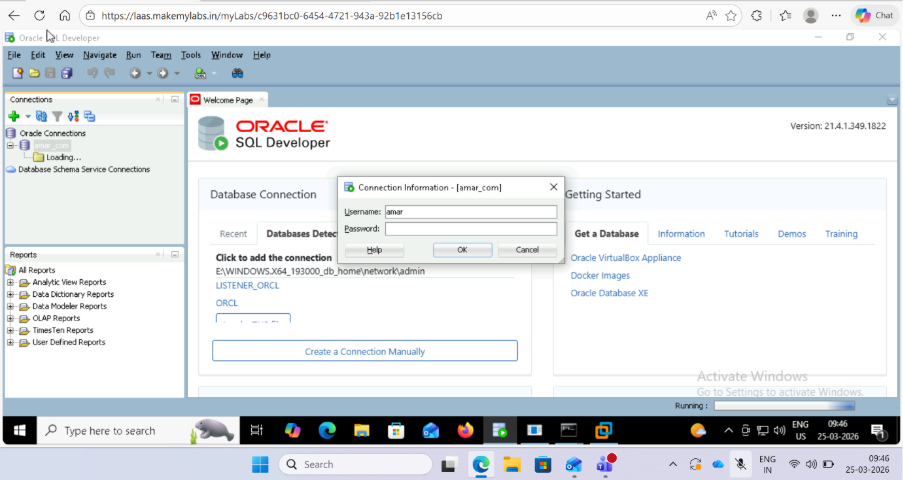 https://laas.makemylabs.in/myLabs/c9631bc0-6454-4721-943a-92b1e13156cb
Chat
Oracle SQL Developer
File Edit View Navigate Run Team Tools Window Help
Connections
Oracle Connections
amar_com
Loading...
Database Schema Service Connections
Reports
All Reports
Analytic View Reports
Data Dictionary Reports
Data Modeler Reports
OLAP Reports
TimesTen Reports
User Defined Reports
Welcome Page
ORACLE
SQL Developer
Version: 21.4.1.349.1822
Database Connection
Recent
Databases Detec
Click to add the connection
E:\WINDOWS.X64_193000_db_home\network\admin
LISTENER_ORCL
ORCL
Create a Connection Manually
Connection Information - [amar_com]
Username: amar
Password:
Help OK Cancel
Getting Started
Get a Database Information Tutorials Demos Training
Oracle VirtualBox Appliance
Docker Images
Oracle Database XE
Activate Windows
Go to Settings to activate Windows.
Running :
Type here to search
ENG
US
09:46
25-03-2026
1
Search
ENG
IN
09:46
25-03-2026